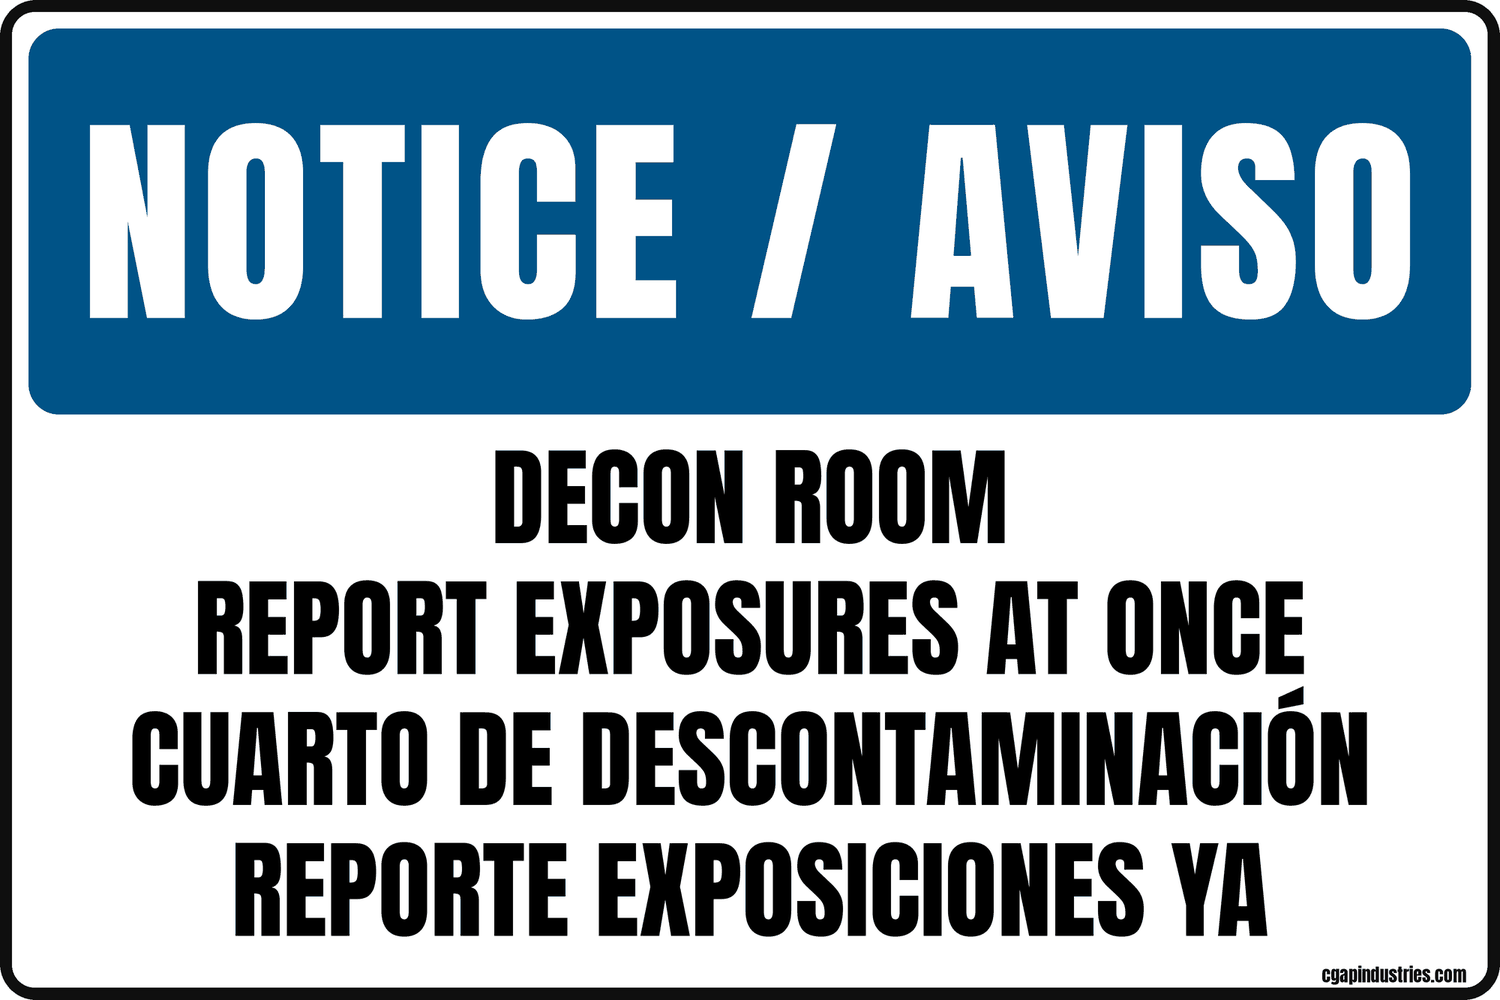 NOTICE / AVISO
DECON ROOM
REPORT EXPOSURES AT ONCE
CUARTO DE DESCONTAMINACIÓN
REPORTE EXPOSICIONES YA
cgapindustries.com